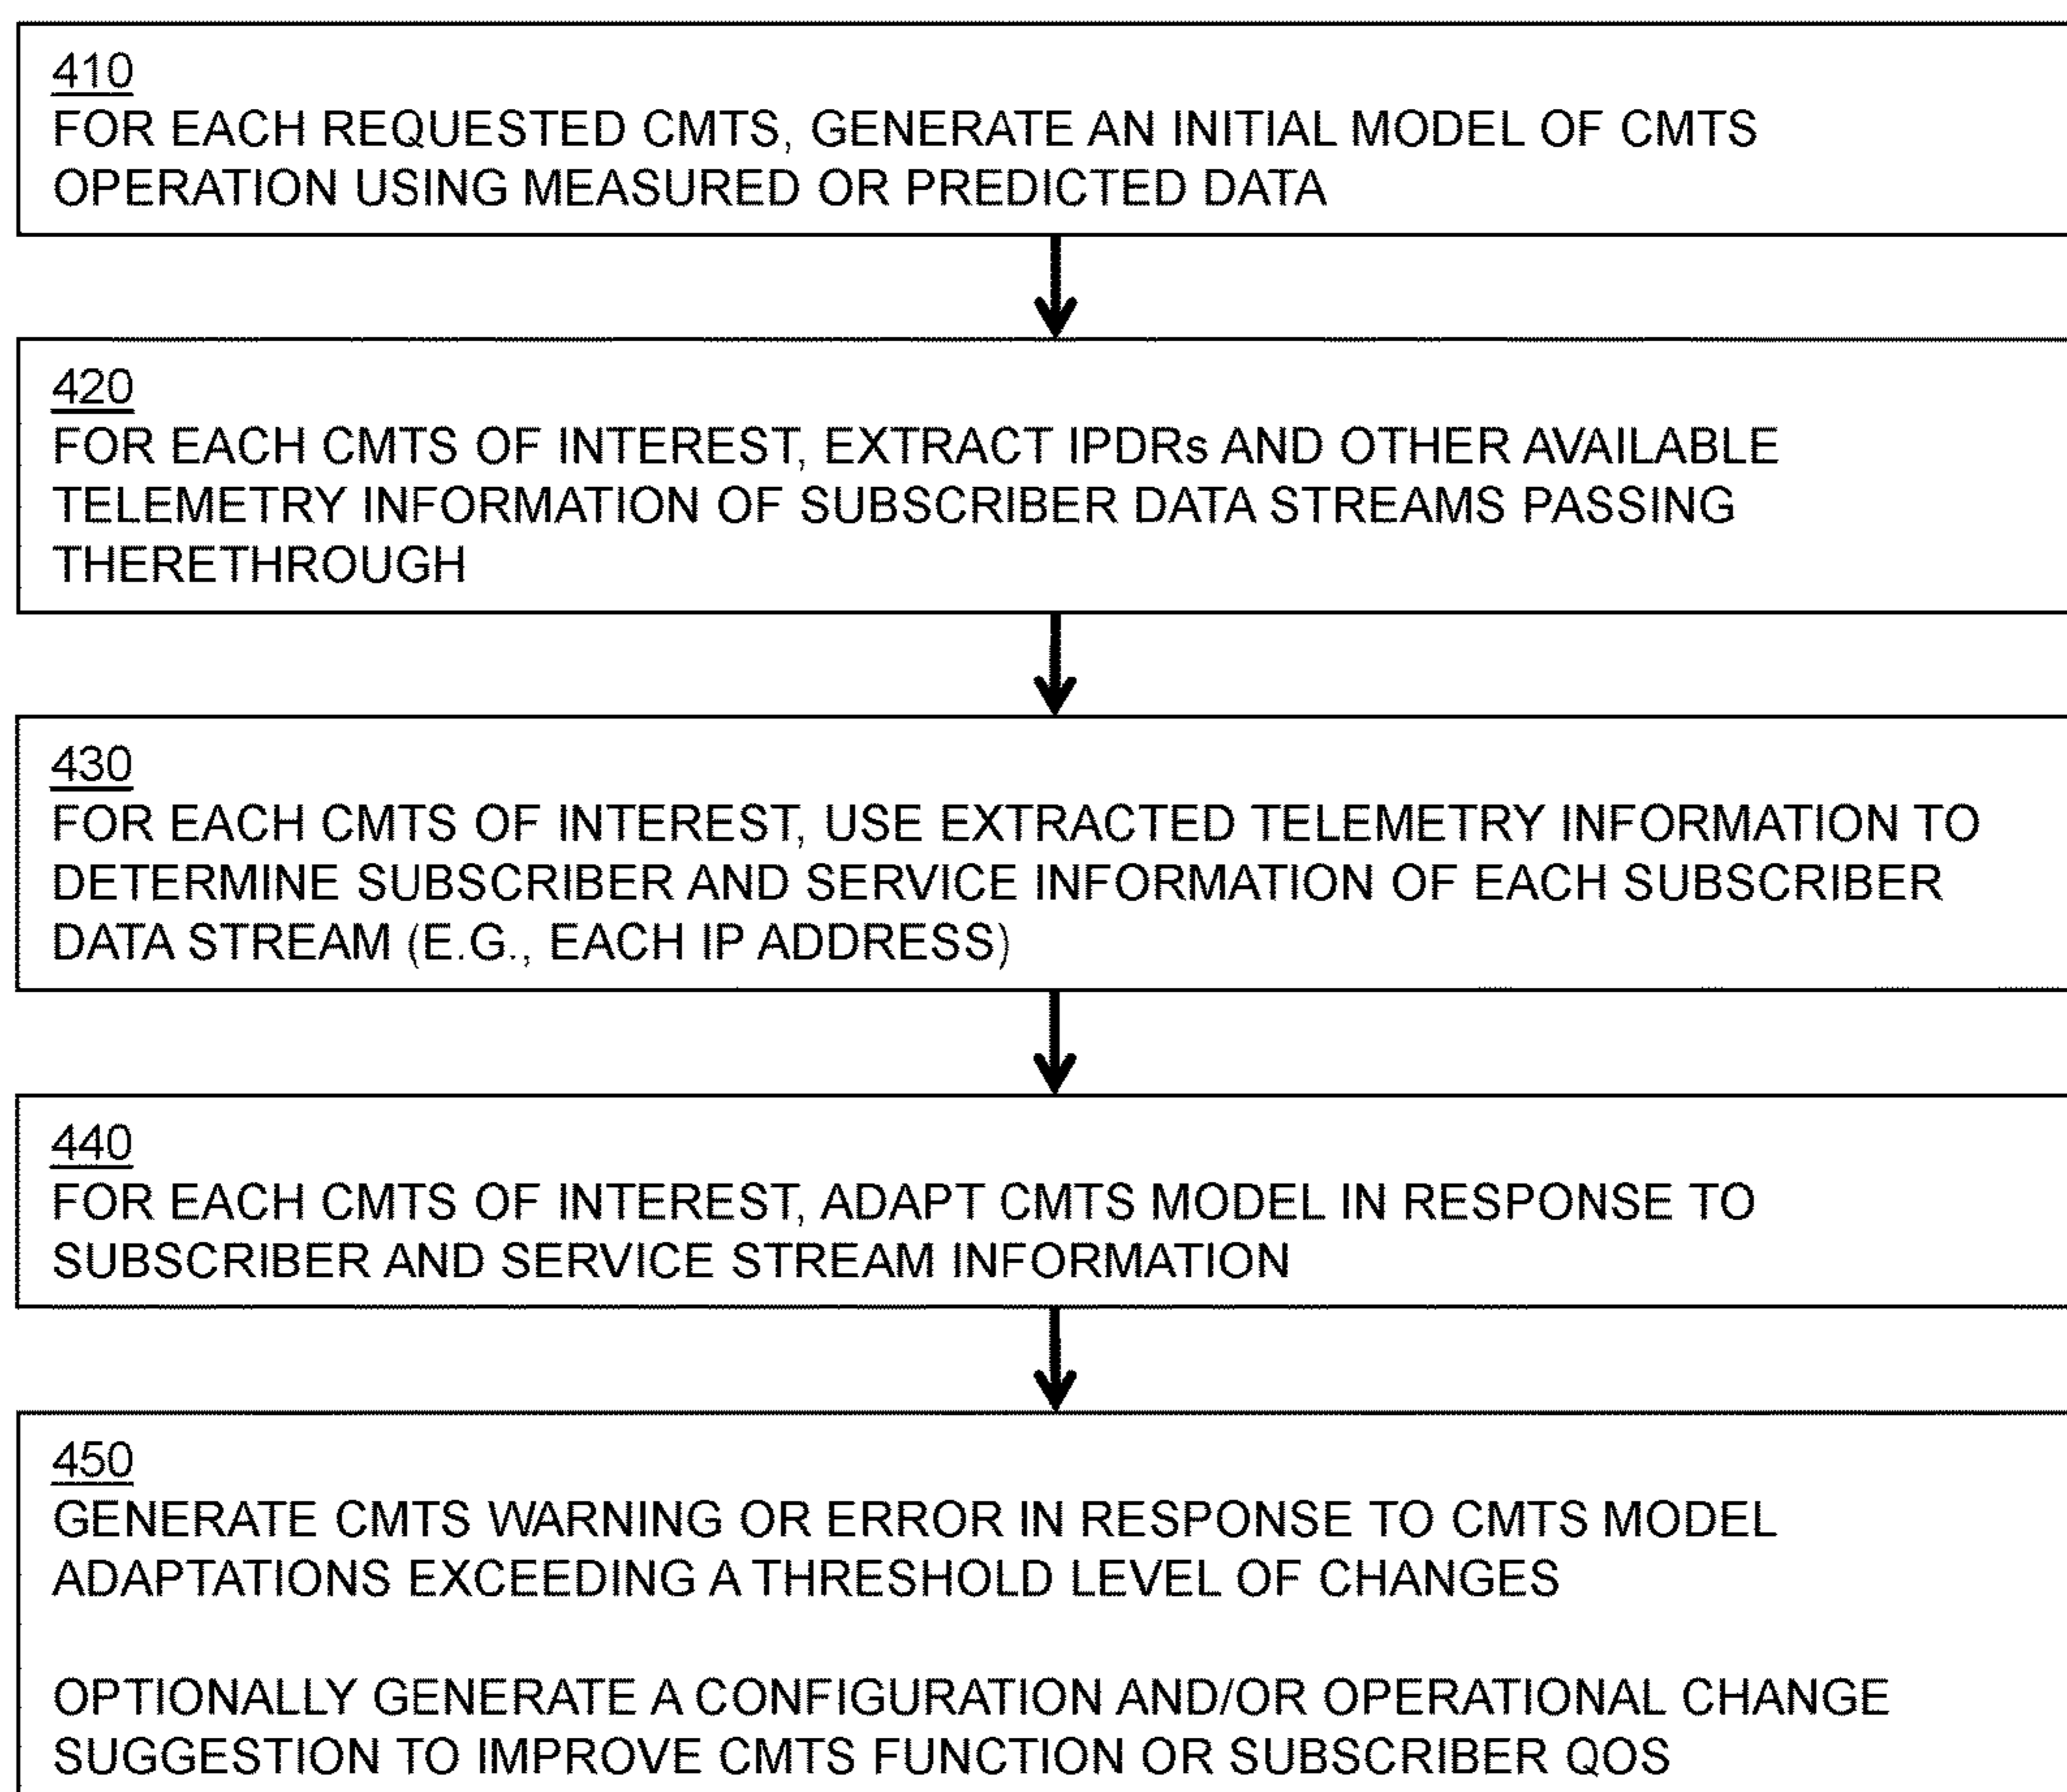 410
FOR EACH REQUESTED CMTS, GENERATE AN INITIAL MODEL OF CMTS
OPERATION USING MEASURED OR PREDICTED DATA
420
FOR EACH CMTS OF INTEREST, EXTRACT IPDRs AND OTHER AVAILABLE
TELEMETRY INFORMATION OF SUBSCRIBER DATA STREAMS PASSING
THERETHROUGH
430
FOR EACH CMTS OF INTEREST, USE EXTRACTED TELEMETRY INFORMATION TO
DETERMINE SUBSCRIBER AND SERVICE INFORMATION OF EACH SUBSCRIBER
DATA STREAM (E.G., EACH IP ADDRESS)
440
FOR EACH CMTS OF INTEREST, ADAPT CMTS MODEL IN RESPONSE TO
SUBSCRIBER AND SERVICE STREAM INFORMATION
450
GENERATE CMTS WARNING OR ERROR IN RESPONSE TO CMTS MODEL
ADAPTATIONS EXCEEDING A THRESHOLD LEVEL OF CHANGES
OPTIONALLY GENERATE A CONFIGURATION AND/OR OPERATIONAL CHANGE
SUGGESTION TO IMPROVE CMTS FUNCTION OR SUBSCRIBER QOS